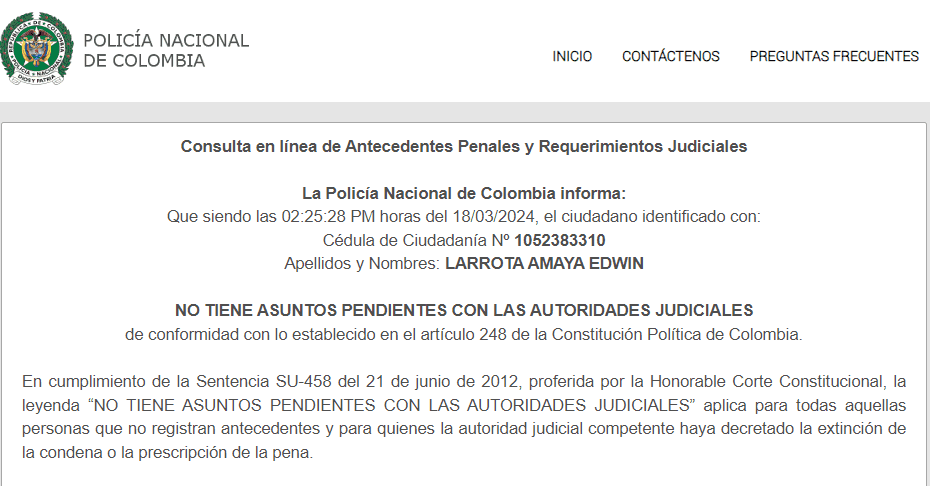 POLICÍA NACIONAL
DE COLOMBIA
INICIO CONTÁCTENOS PREGUNTAS FRECUENTES
Consulta en línea de Antecedentes Penales y Requerimientos Judiciales
La Policía Nacional de Colombia informa:
Que siendo las 02:25:28 PM horas del 18/03/2024, el ciudadano identificado con:
Cédula de Ciudadanía Nº 1052383310
Apellidos y Nombres: LARROTA AMAYA EDWIN
NO TIENE ASUNTOS PENDIENTES CON LAS AUTORIDADES JUDICIALES
de conformidad con lo establecido en el artículo 248 de la Constitución Política de Colombia.
En cumplimiento de la Sentencia SU-458 del 21 de junio de 2012, proferida por la Honorable Corte Constitucional, la
leyenda “NO TIENE ASUNTOS PENDIENTES CON LAS AUTORIDADES JUDICIALES” aplica para todas aquellas
personas que no registran antecedentes y para quienes la autoridad judicial competente haya decretado la extinción de
la condena o la prescripción de la pena.